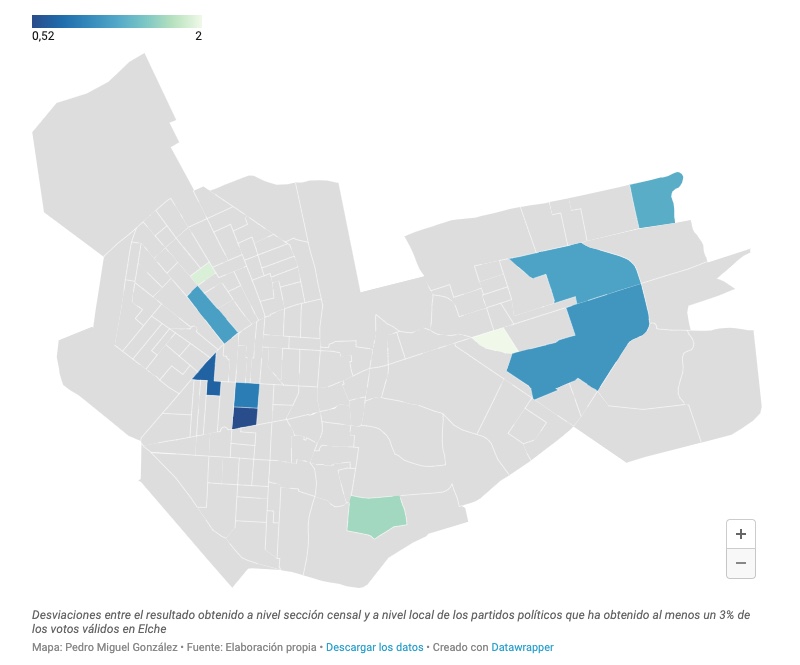 0,52 2
+
−
Desviaciones entre el resultado obtenido a nivel sección censal y a nivel local de los partidos políticos que ha obtenido al menos un 3% de
los votos válidos en Elche
Mapa: Pedro Miguel González • Fuente: Elaboración propia • Descargar los datos • Creado con Datawrapper